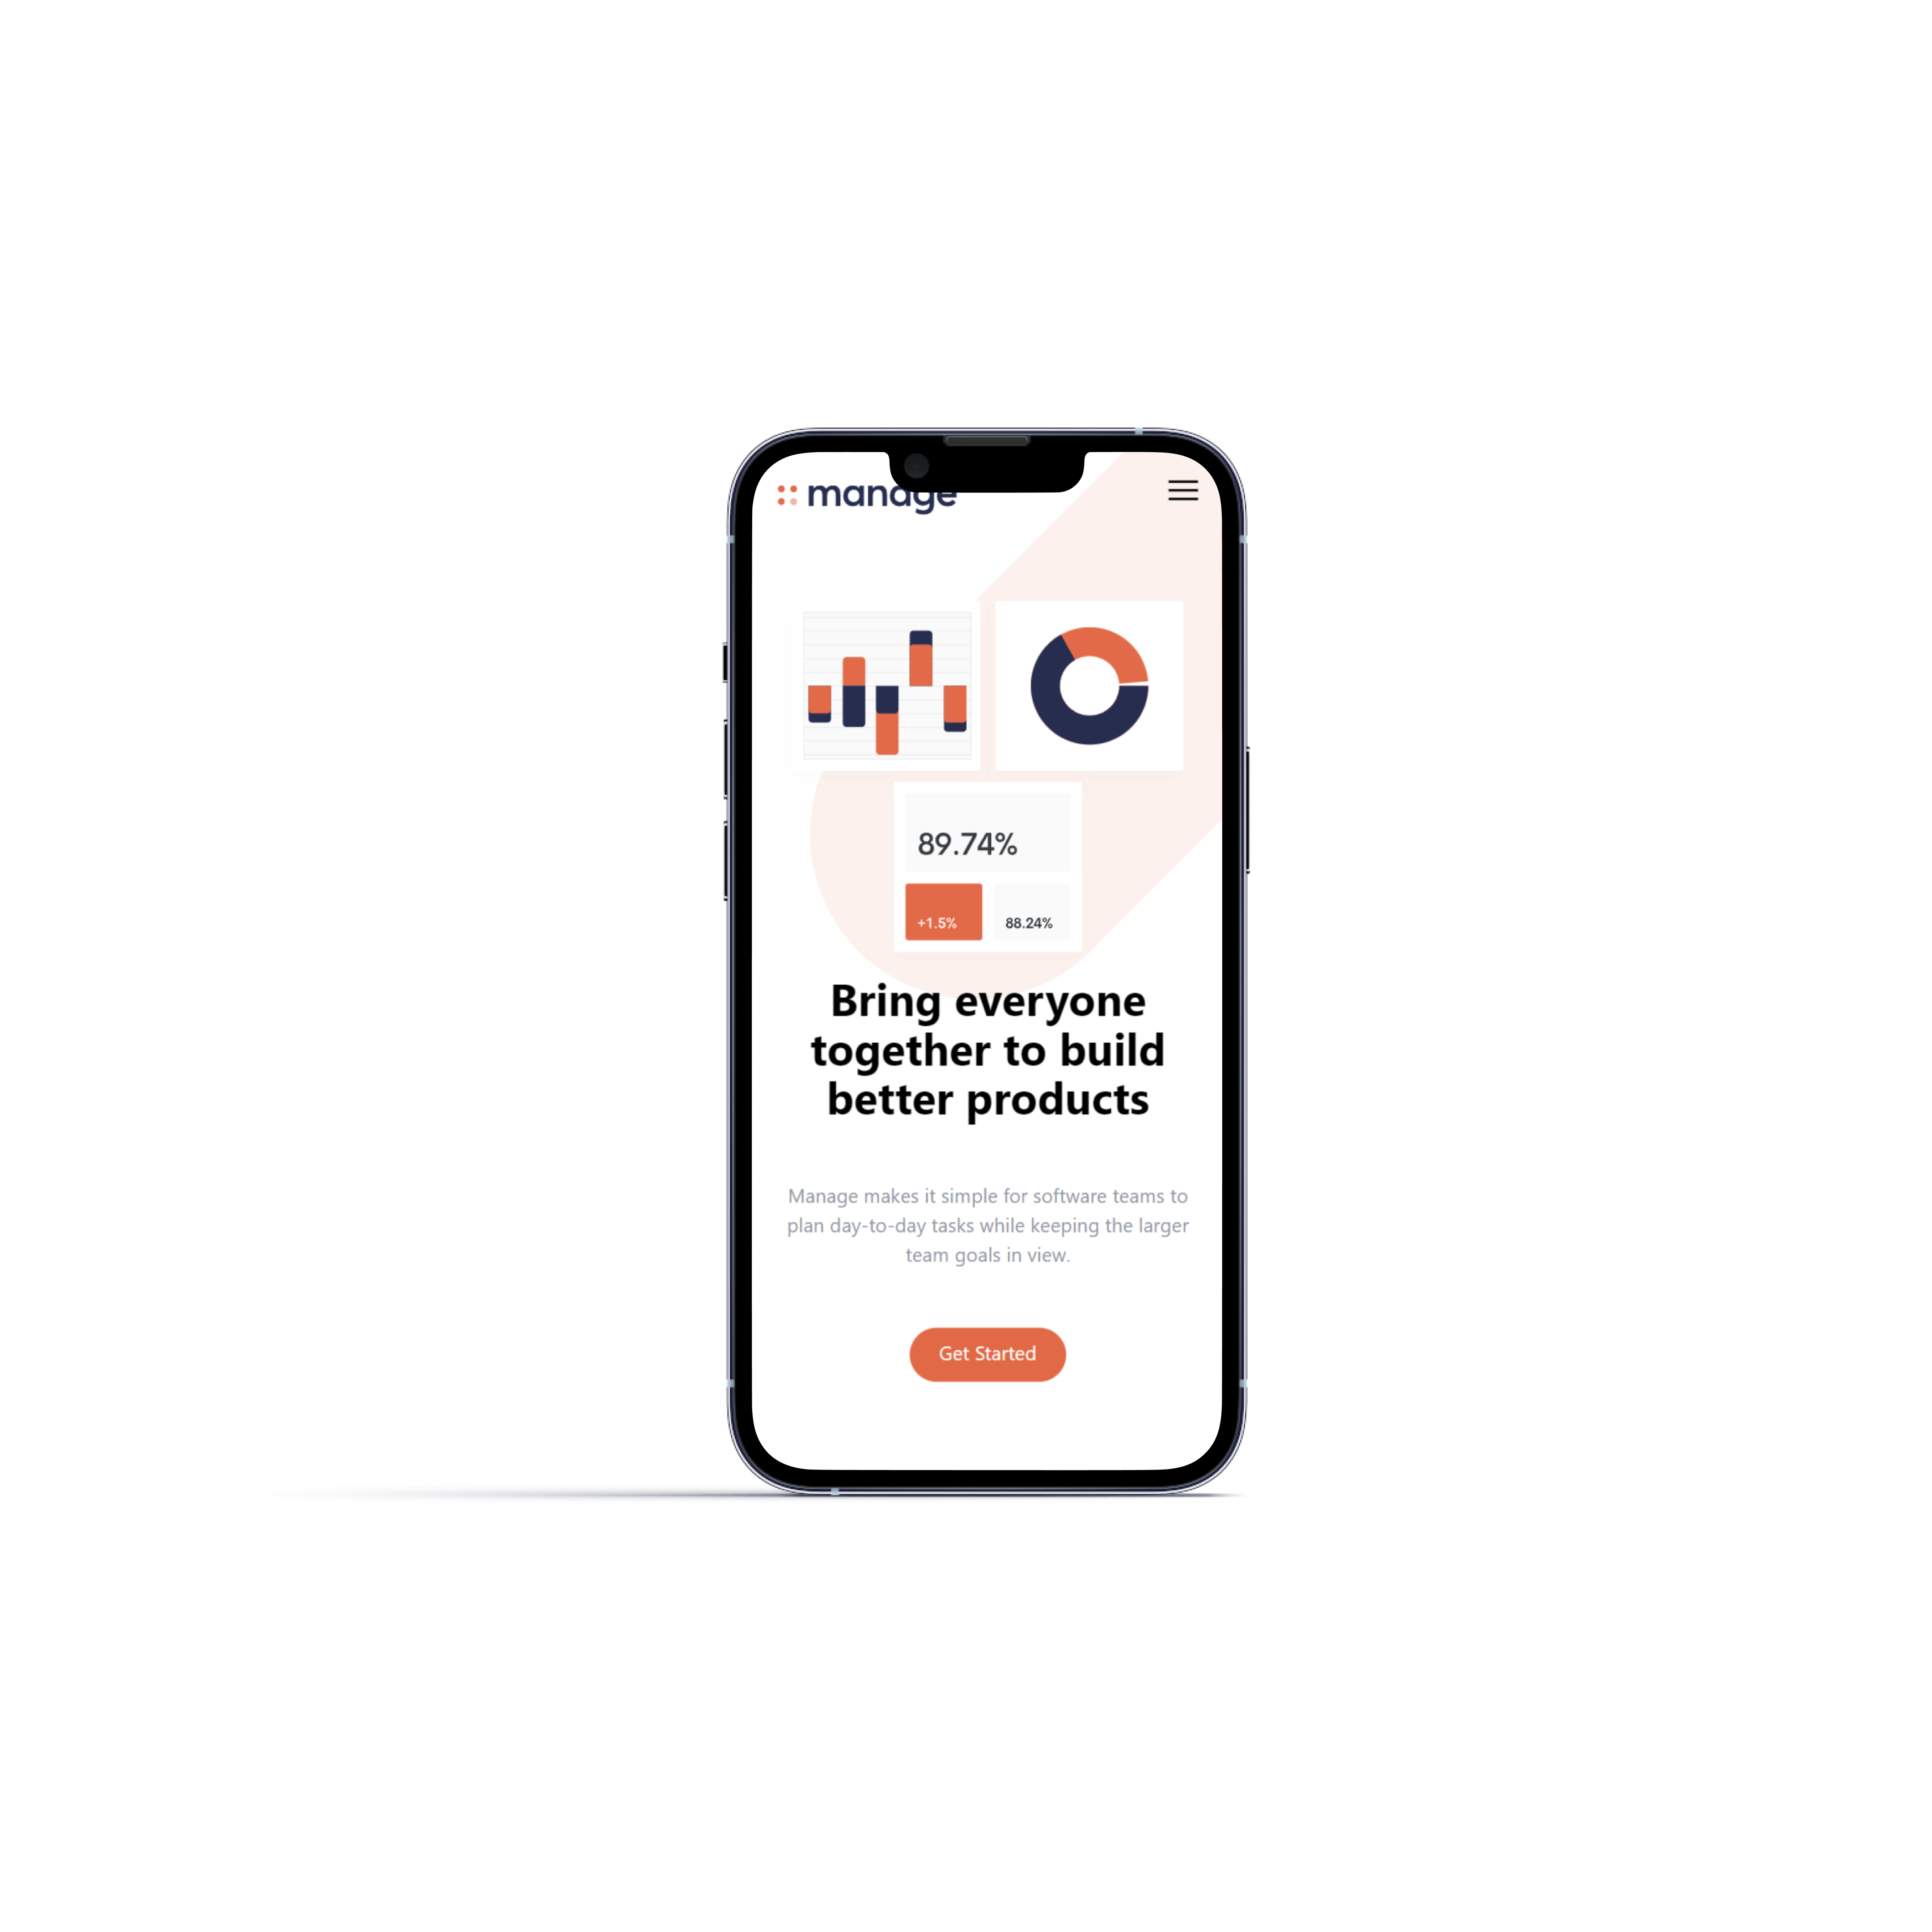 manage
89.74%
+1.5% 88.24%
Bring everyone
together to build
better products
Manage makes it simple for software teams to
plan day-to-day tasks while keeping the larger
team goals in view.
Get Started